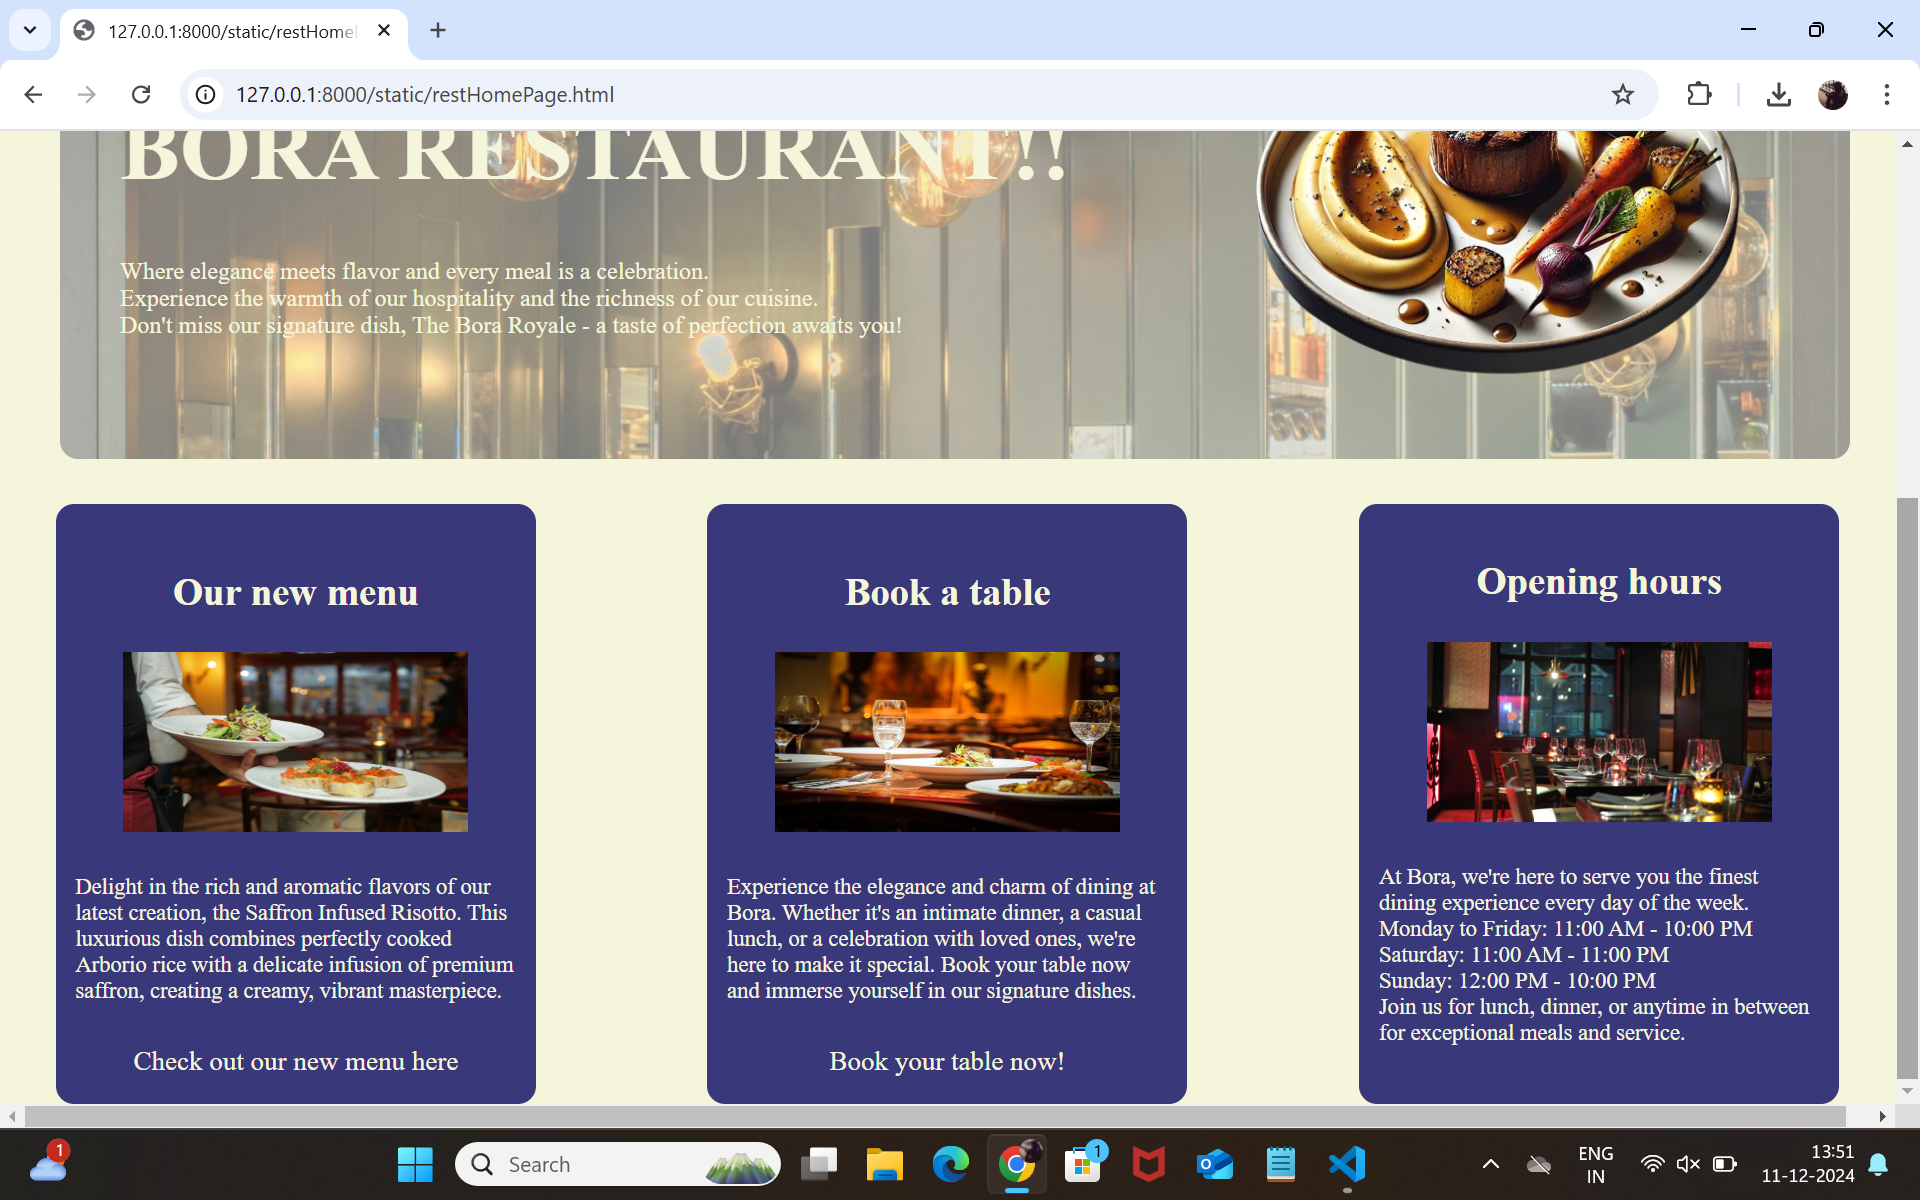 127.0.0.1:8000/static/restHome
127.0.0.1:8000/static/restHomePage.html
BORA RESTAURANT!!
Where elegance meets flavor and every meal is a celebration.
Experience the warmth of our hospitality and the richness of our cuisine.
Don't miss our signature dish, The Bora Royale - a taste of perfection awaits you!
Our new menu
Delight in the rich and aromatic flavors of our
latest creation, the Saffron Infused Risotto. This
luxurious dish combines perfectly cooked
Arborio rice with a delicate infusion of premium
saffron, creating a creamy, vibrant masterpiece.
Check out our new menu here
Book a table
Experience the elegance and charm of dining at
Bora. Whether it's an intimate dinner, a casual
lunch, or a celebration with loved ones, we're
here to make it special. Book your table now
and immerse yourself in our signature dishes.
Book your table now!
Opening hours
At Bora, we're here to serve you the finest
dining experience every day of the week.
Monday to Friday: 11:00 AM - 10:00 PM
Saturday: 11:00 AM - 11:00 PM
Sunday: 12:00 PM - 10:00 PM
Join us for lunch, dinner, or anytime in between
for exceptional meals and service.
1
Search
1
ENG
IN
13:51
11-12-2024